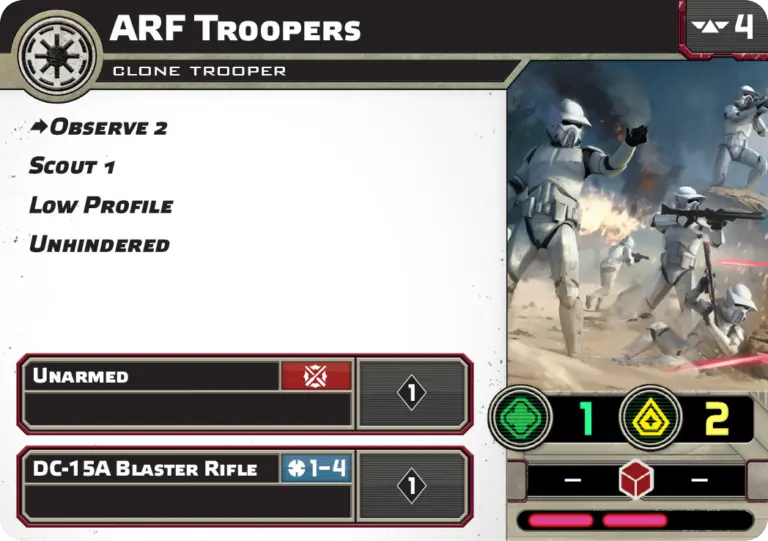 ARF Troopers
4
CLONE TROOPER
Observe 2
Scout 1
Low Profile
Unhindered
Unarmed
1
DC-15A Blaster Rifle 1-4
1
1 2
- -